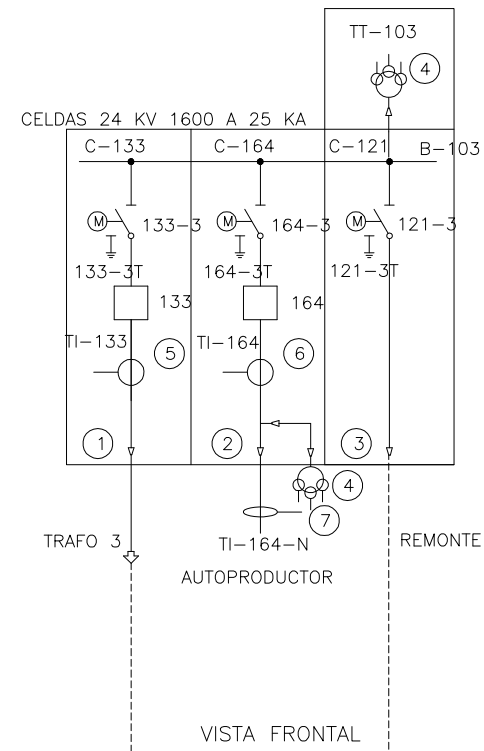 TT-103
4
CELDAS 24 KV 1600 A 25 KA
C-133 C-164 C-121 B-103
M 133-3 M 164-3 M 121-3
133-3T 164-3T 121-3T
133 164
TI-133 5 TI-164 6
1 2 3
4
7
TRAFO 3 TI-164-N REMONTE
AUTOPRODUCTOR
VISTA FRONTAL